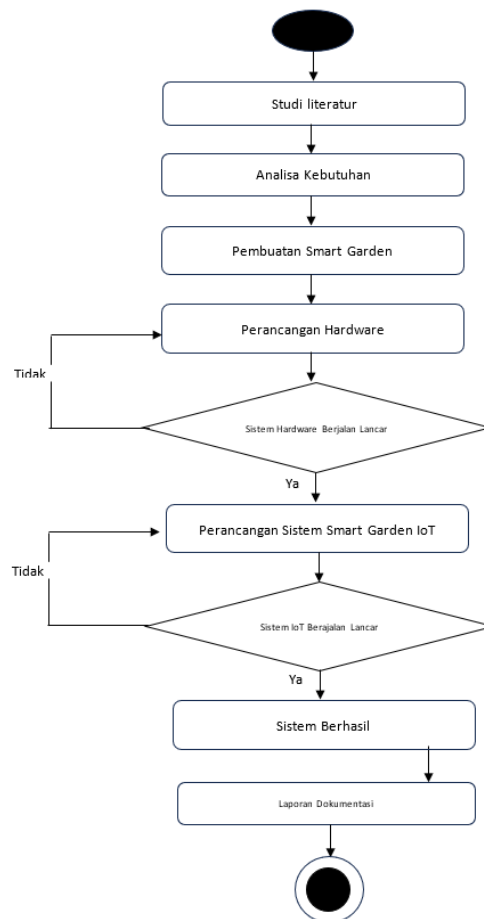 Studi literatur
Analisa Kebutuhan
Pembuatan Smart Garden
Perancangan Hardware
Tidak
Sistem Hardware Berjalan Lancar
Ya
Perancangan Sistem Smart Garden IoT
Tidak
Sistem IoT Berajalan Lancar
Ya
Sistem Berhasil
Laporan Dokumentasi